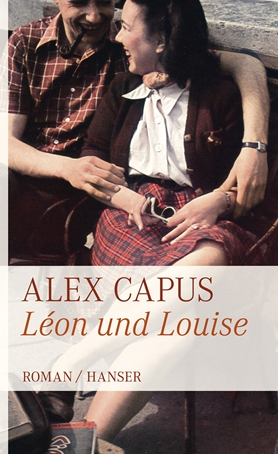 ALEX CAPUS
Léon und Louise
ROMAN / HANSER